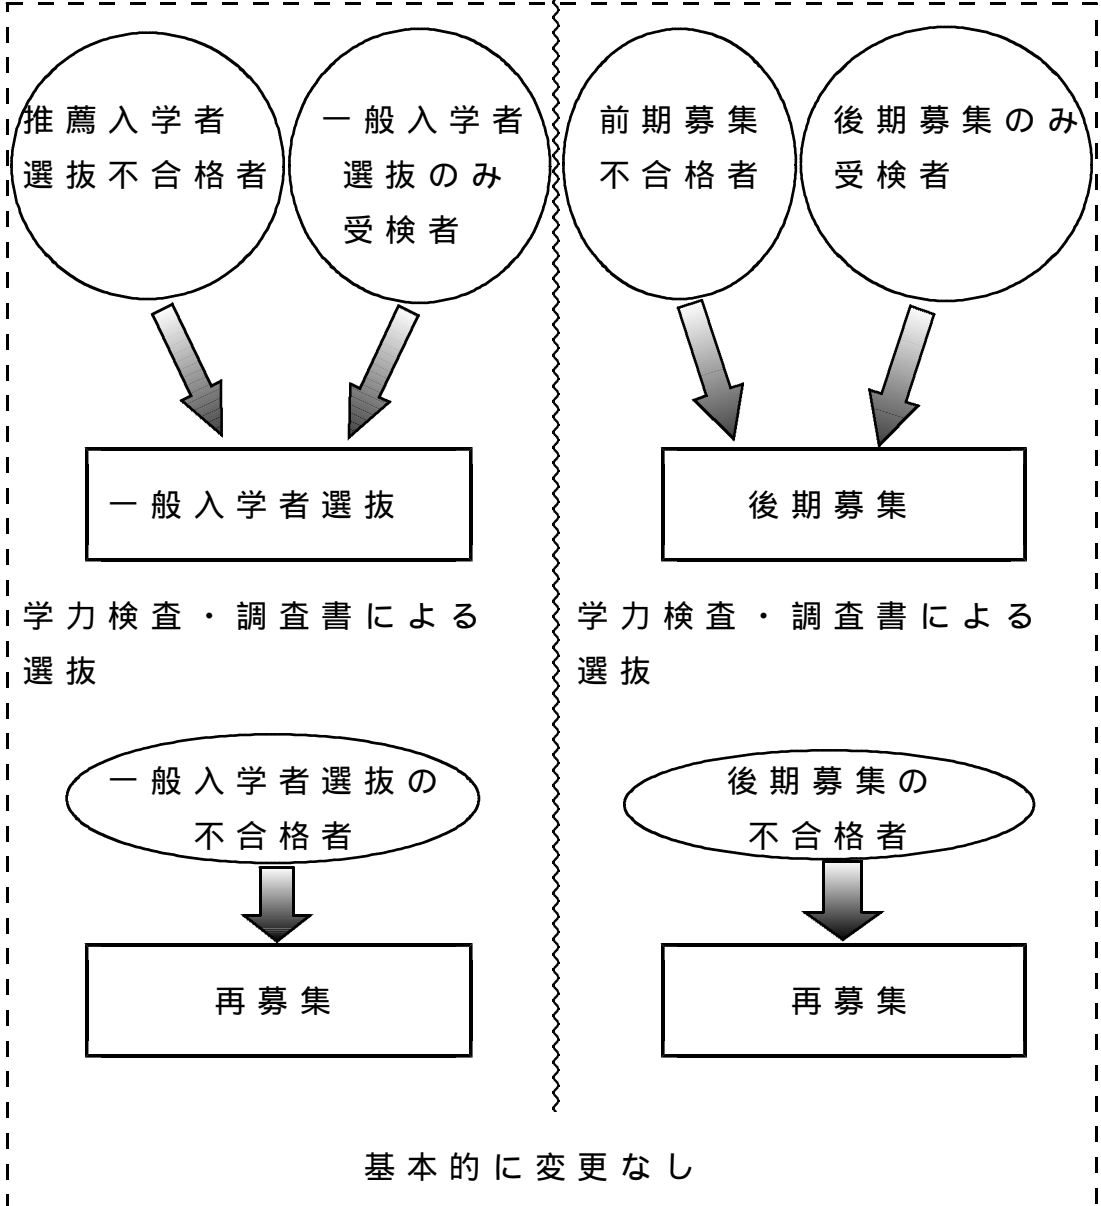 推薦入学者
選抜不合格者
一般入学者
選抜のみ
受検者
一般入学者選抜
学力検査・調査書による
選抜
一般入学者選抜の
不合格者
再募集
前期募集
不合格者
後期募集のみ
受検者
後期募集
学力検査・調査書による
選抜
後期募集の
不合格者
再募集
基本的に変更なし